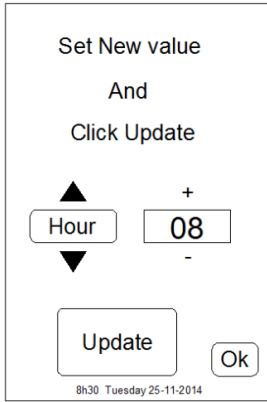 Set New value
And
Click Update
+
Hour 08
-
Update
Ok
8h30 Tuesday 25-11-2014